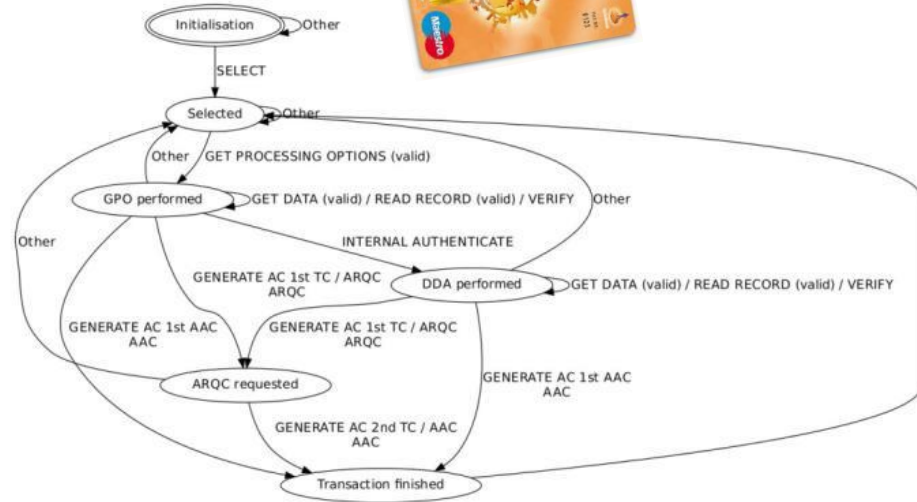 Initialisation
Other
Maestro
SELECT
Selected
Other
Other
GET PROCESSING OPTIONS (valid)
GPO performed
GET DATA (valid) / READ RECORD (valid) / VERIFY
Other
Other
INTERNAL AUTHENTICATE
GENERATE AC 1st TC / ARQC
ARQC
DDA performed
GET DATA (valid) / READ RECORD (valid) / VERIFY
GENERATE AC 1st AAC
AAC
GENERATE AC 1st TC / ARQC
ARQC
ARQC requested
GENERATE AC 1st AAC
AAC
GENERATE AC 2nd TC / AAC
AAC
Transaction finished